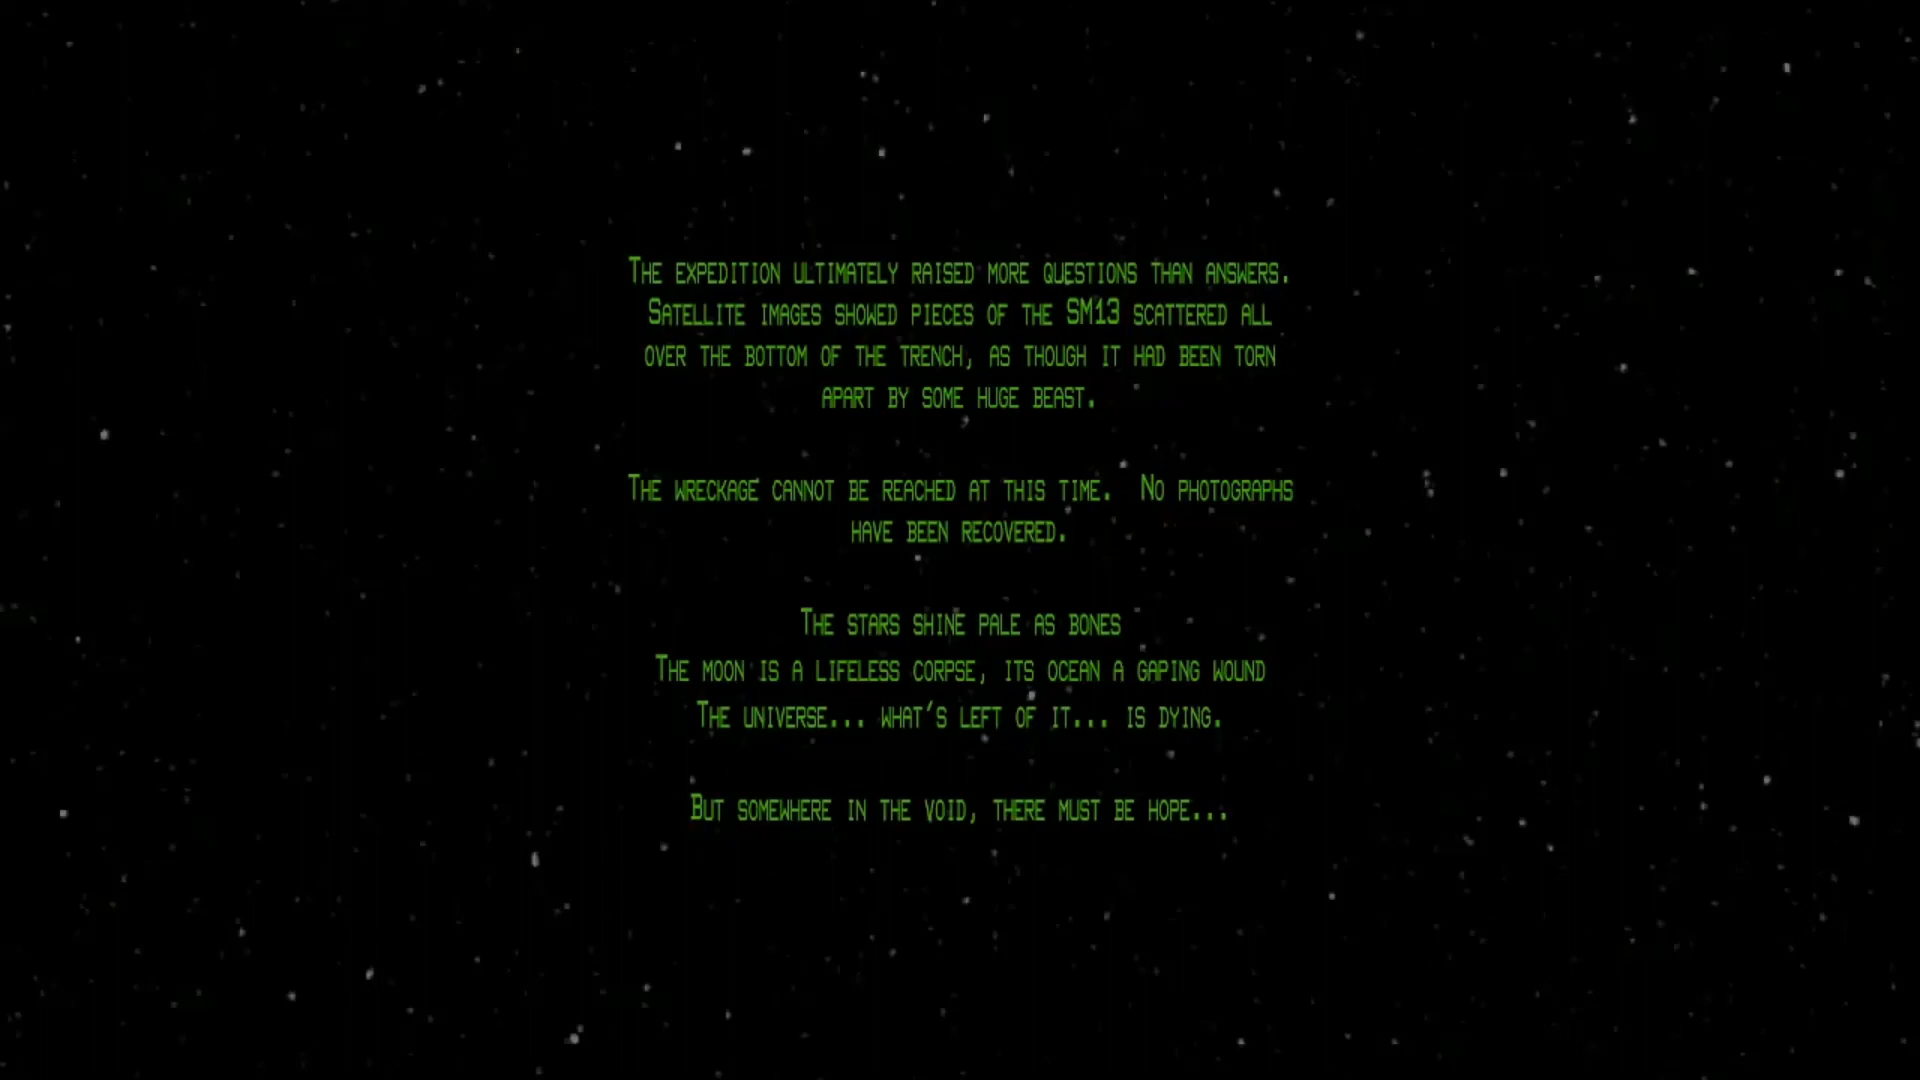 The expedition ultimately raised more questions than answers.
Satellite images showed pieces of the SM13 scattered all
over the bottom of the trench, as though it had been torn
apart by some huge beast.
The wreckage cannot be reached at this time.  No photographs
have been recovered.
The stars shine pale as bones
The moon is a lifeless corpse, its ocean a gaping wound
The universe... what's left of it... is dying.
But somewhere in the void, there must be hope...